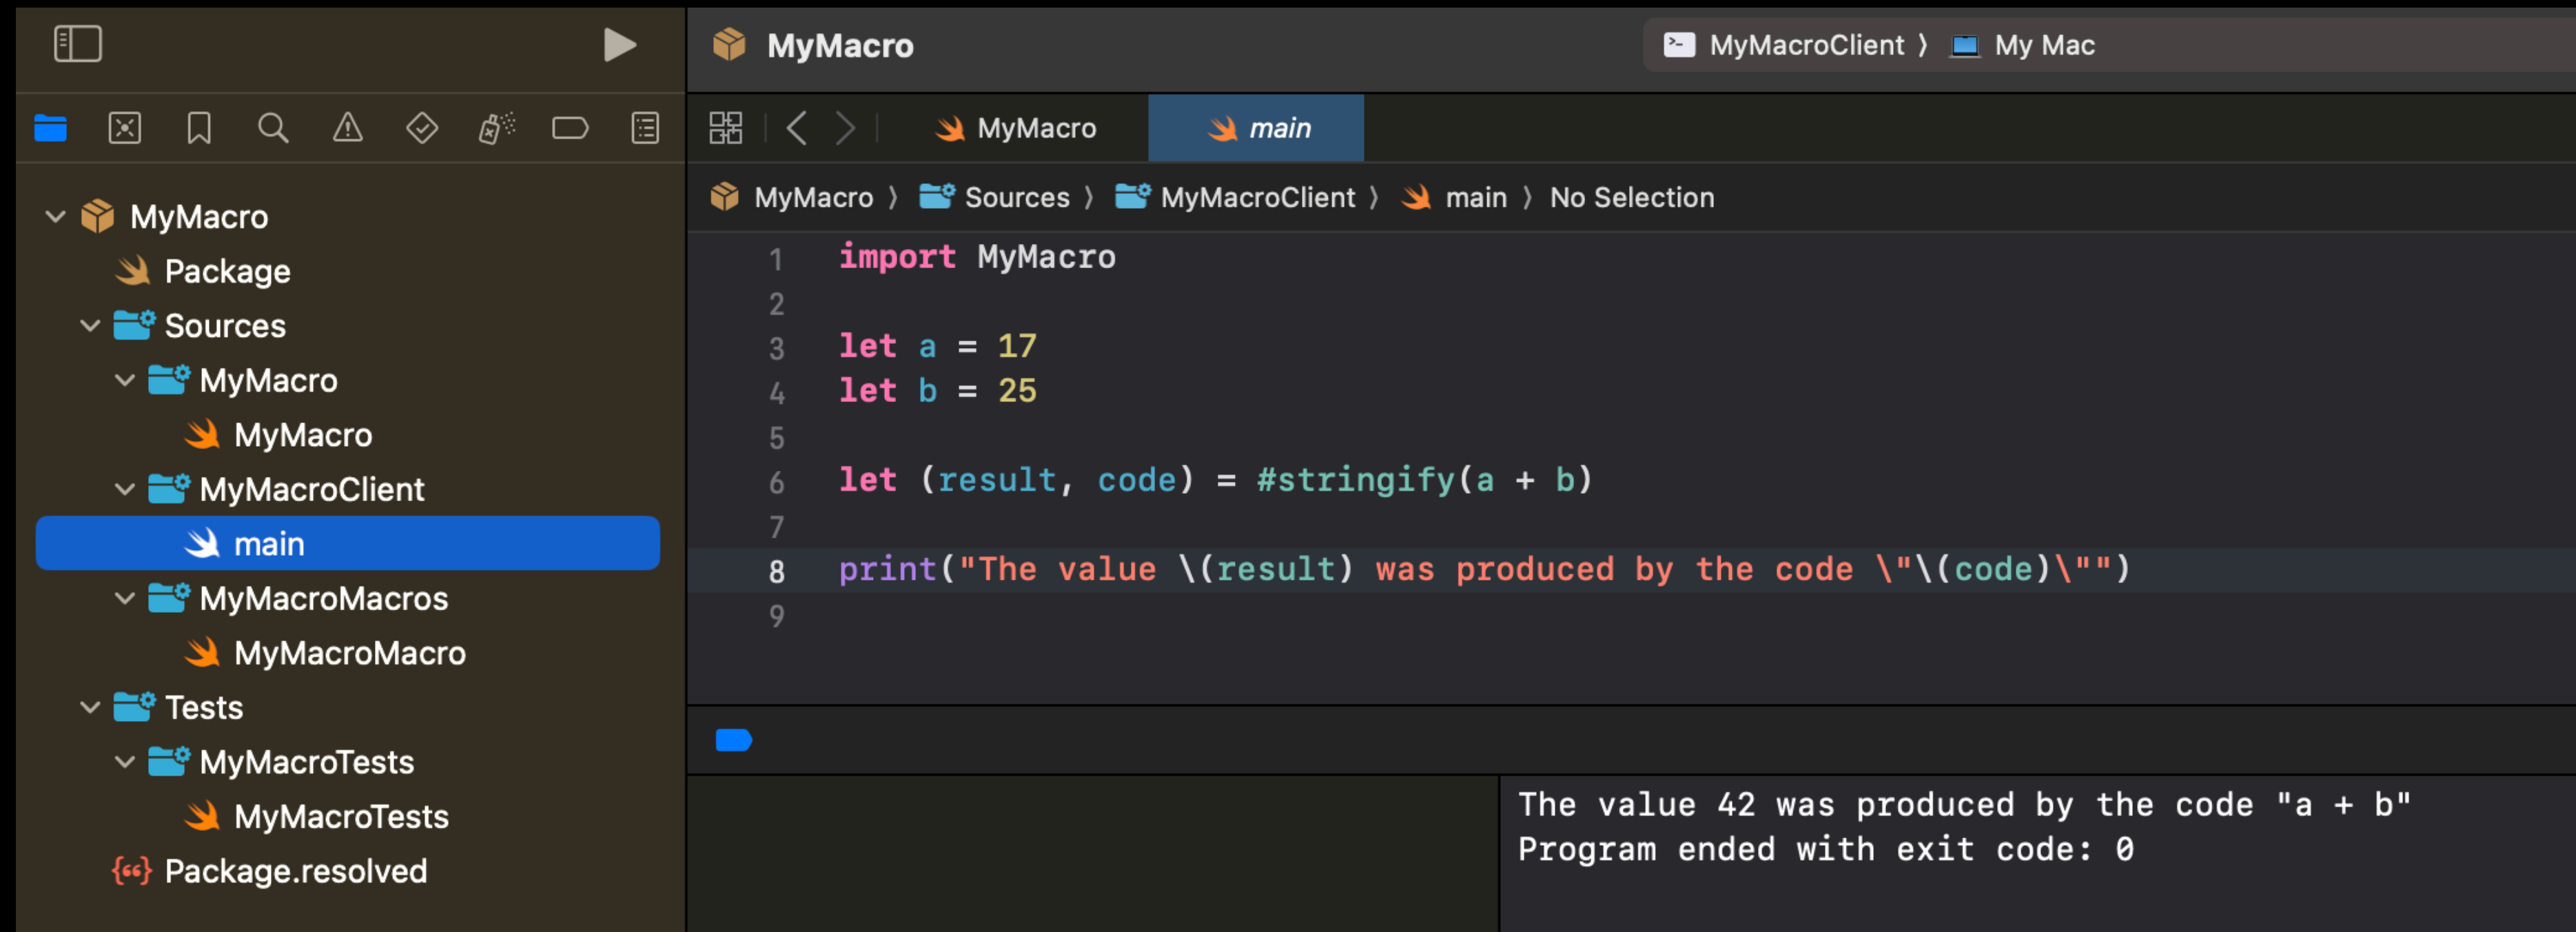 MyMacro
MyMacroClient ⟩ My Mac
MyMacro
main
MyMacro ⟩ Sources ⟩ MyMacroClient ⟩ main ⟩ No Selection
MyMacro
Package
Sources
MyMacro
MyMacro
MyMacroClient
main
MyMacroMacros
MyMacroMacro
Tests
MyMacroTests
MyMacroTests
Package.resolved
1 import MyMacro
2
3 let a = 17
4 let b = 25
5
6 let (result, code) = #stringify(a + b)
7
8 print("The value \(result) was produced by the code \"\(code)\"")
9
The value 42 was produced by the code "a + b"
Program ended with exit code: 0